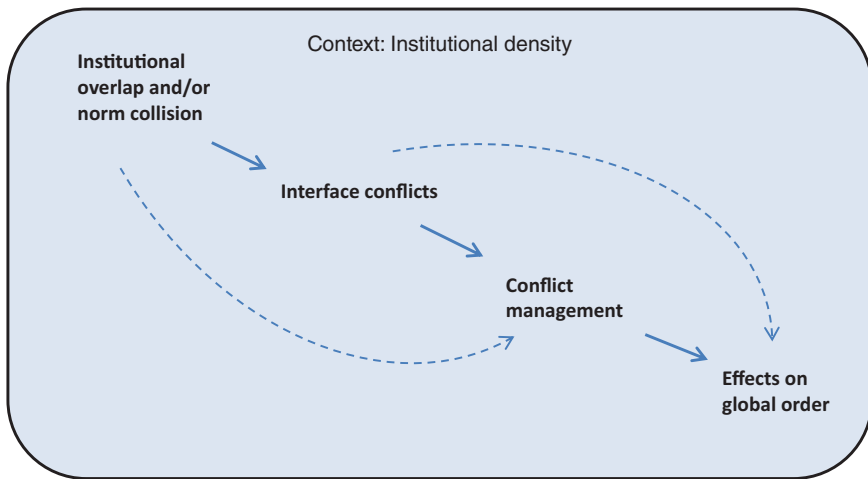 Context: Institutional density
Institutional
overlap and/or
norm collision
Interface conflicts
Conflict
management
Effects on
global order